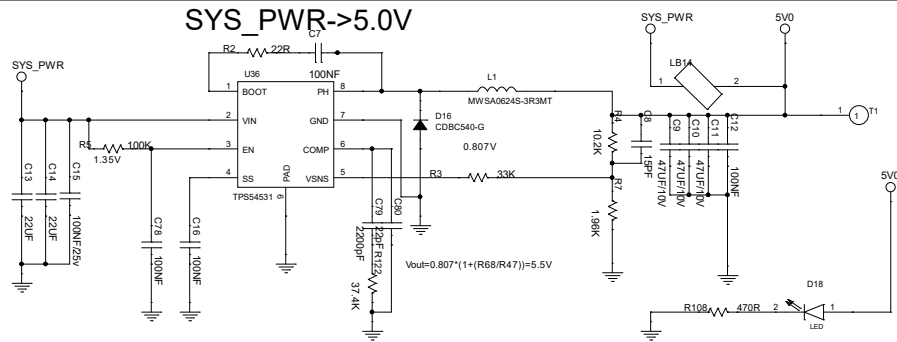 SYS_PWR->5.0V
SYS_PWR
5V0
R2
22R
C7
100NF
U36
LB14
1
2
SYS_PWR
1
BOOT
PH
8
L1
MWSA0624S-3R3MT
2
VIN
GND
7
D16
CDBC540-G
0.807V
1
1
T1
R5
100K
1.35V
3
EN
COMP
6
4
SS
VSNS
5
PAD
9
TPS54531
R3
33K
R4
10.2K
C8
15PF
R7
1.96K
C9
47UF/10V
C10
47UF/10V
C11
47UF/10V
C12
100NF
C13
22UF
C14
22UF
C15
100NF/25v
C78
100NF
C16
100NF
C79
2200pF
C80
22pF
R122
37.4K
Vout=0.807*(1+(R68/R47))=5.5V
5V0
D18
R108
470R
2
1
LED